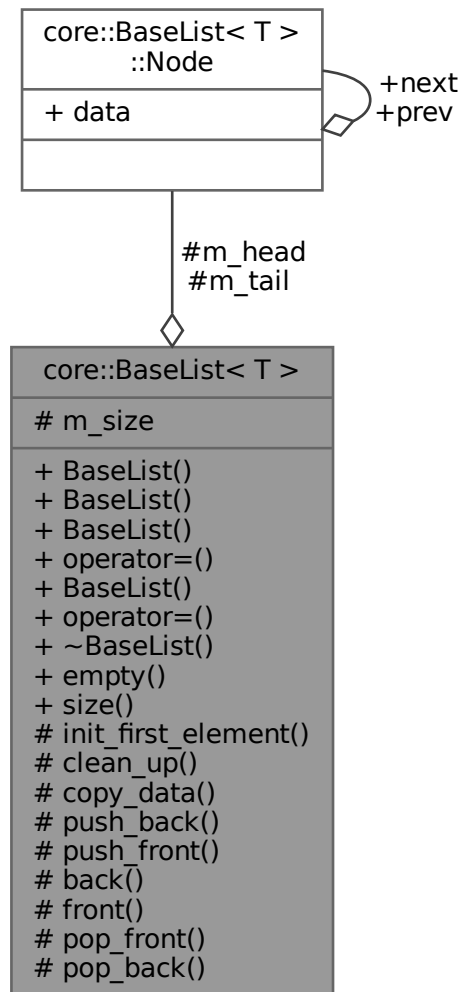 core::BaseList< T >
::Node
+ data
+next
+prev
#m_head
#m_tail
core::BaseList< T >
# m_size
+ BaseList()
+ BaseList()
+ BaseList()
+ operator=()
+ BaseList()
+ operator=()
+ ~BaseList()
+ empty()
+ size()
# init_first_element()
# clean_up()
# copy_data()
# push_back()
# push_front()
# back()
# front()
# pop_front()
# pop_back()